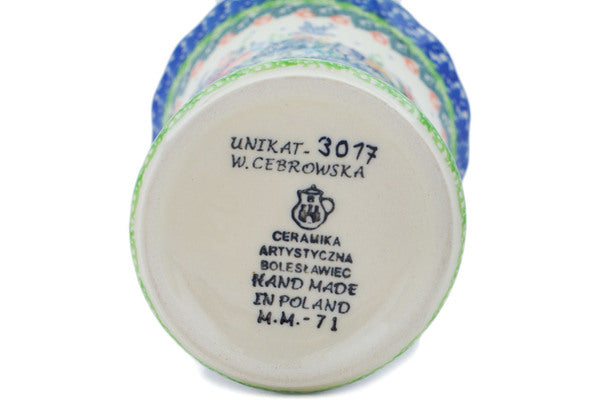 UNIKAT- 3017
W. CEBROWSKA
B
CERAMIKA
ARTYSTYCZNA
BOLESŁAWIEC
HAND MADE
IN POLAND
M.M.-71